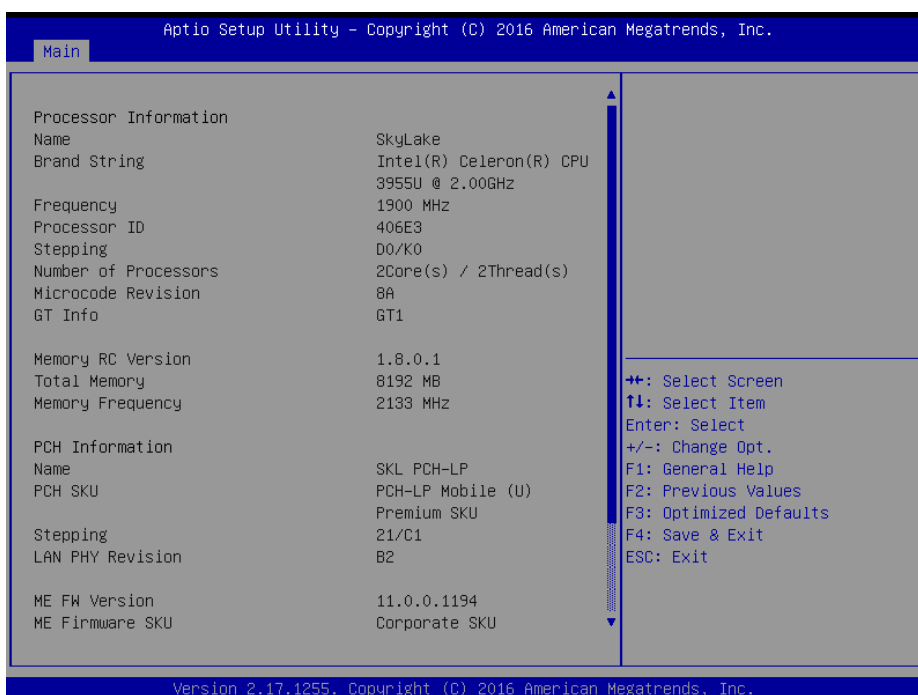 Aptio Setup Utility – Copyright (C) 2016 American Megatrends, Inc.
Main
Processor Information
Name SkyLake
Brand String Intel(R) Celeron(R) CPU
3955U @ 2.00GHz
Frequency 1900 MHz
Processor ID 406E3
Stepping D0/K0
Number of Processors 2Core(s) / 2Thread(s)
Microcode Revision 8A
GT Info GT1
Memory RC Version 1.8.0.1
Total Memory 8192 MB
Memory Frequency 2133 MHz
PCH Information
Name SKL PCH-LP
PCH SKU PCH-LP Mobile (U)
Premium SKU
Stepping 21/C1
LAN PHY Revision B2
ME FW Version 11.0.0.1194
ME Firmware SKU Corporate SKU
→←: Select Screen
↑↓: Select Item
Enter: Select
+/-: Change Opt.
F1: General Help
F2: Previous Values
F3: Optimized Defaults
F4: Save & Exit
ESC: Exit
Version 2.17.1255. Copyright (C) 2016 American Megatrends, Inc.